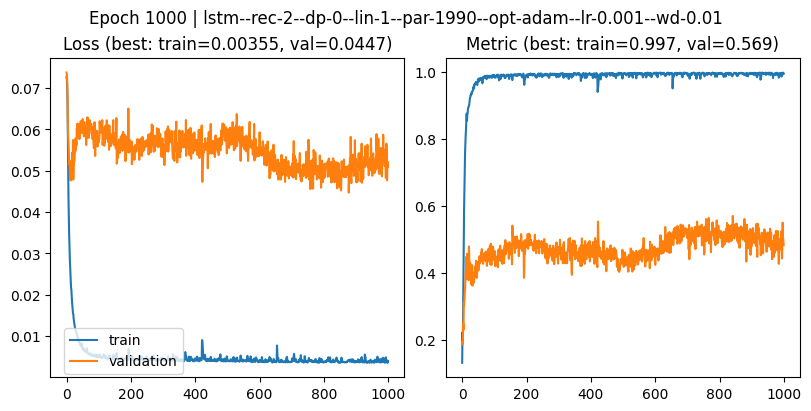 Epoch 1000 | lstm--rec-2--dp-0--lin-1--par-1990--opt-adam--lr-0.001--wd-0.01
Loss (best: train=0.00355, val=0.0447)
0.07
0.06
0.05
0.04
0.03
0.02
0.01
train
validation
0 200 400 600 800 1000
Metric (best: train=0.997, val=0.569)
1.0
0.8
0.6
0.4
0.2
0 200 400 600 800 1000